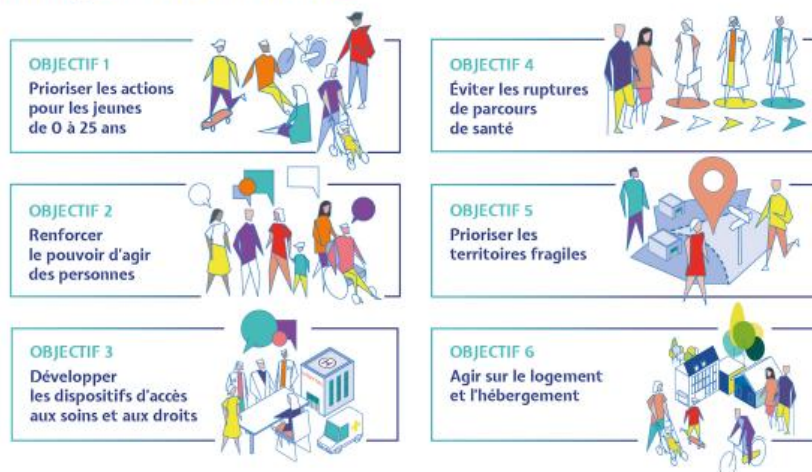 OBJECTIF 1
Prioriser les actions
pour les jeunes
de 0 à 25 ans
OBJECTIF 2
Renforcer
le pouvoir d'agir
des personnes
OBJECTIF 3
Développer
les dispositifs d'accès
aux soins et aux droits
OBJECTIF 4
Éviter les ruptures
de parcours
de santé
OBJECTIF 5
Prioriser les
territoires fragiles
OBJECTIF 6
Agir sur le logement
et l'hébergement